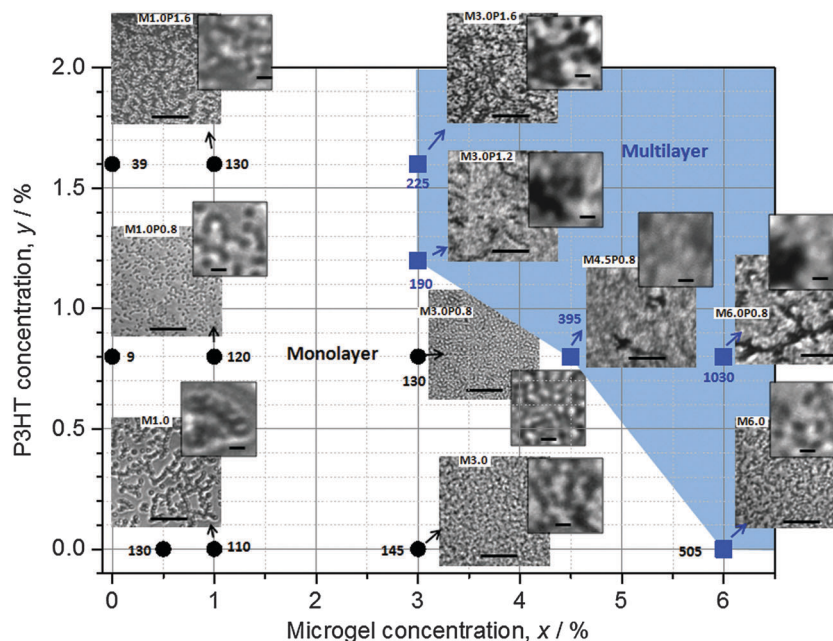 M1.0P1.6
M3.0P1.6
2.0
Multilayer
39
130
M3.0P1.2
225
1.5
M1.0P0.8
M4.5P0.8
190
M6.0P0.8
M3.0P0.8
395
1.0
Monolayer
9
120
130
1030
M1.0
M6.0
0.5
M3.0
130
110
145
505
0.0
0
1
2
3
4
5
6
P3HT concentration, y / %
Microgel concentration, x / %